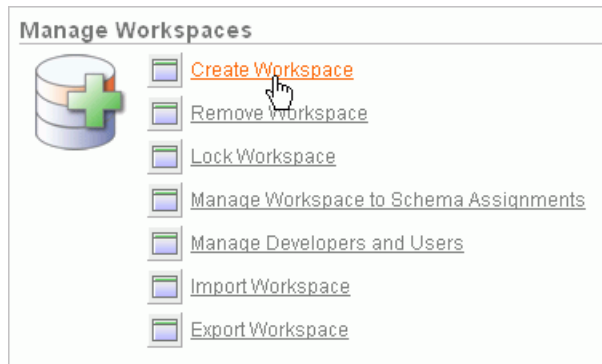 Manage Workspaces
Create Workspace
Remove Workspace
Lock Workspace
Manage Workspace to Schema Assignments
Manage Developers and Users
Import Workspace
Export Workspace